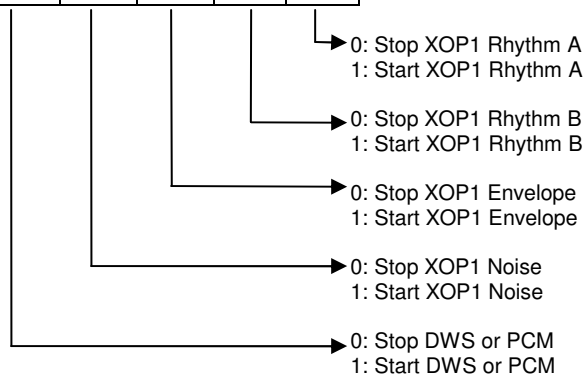 0: Stop XOP1 Rhythm A
1: Start XOP1 Rhythm A
0: Stop XOP1 Rhythm B
1: Start XOP1 Rhythm B
0: Stop XOP1 Envelope
1: Start XOP1 Envelope
0: Stop XOP1 Noise
1: Start XOP1 Noise
0: Stop DWS or PCM
1: Start DWS or PCM